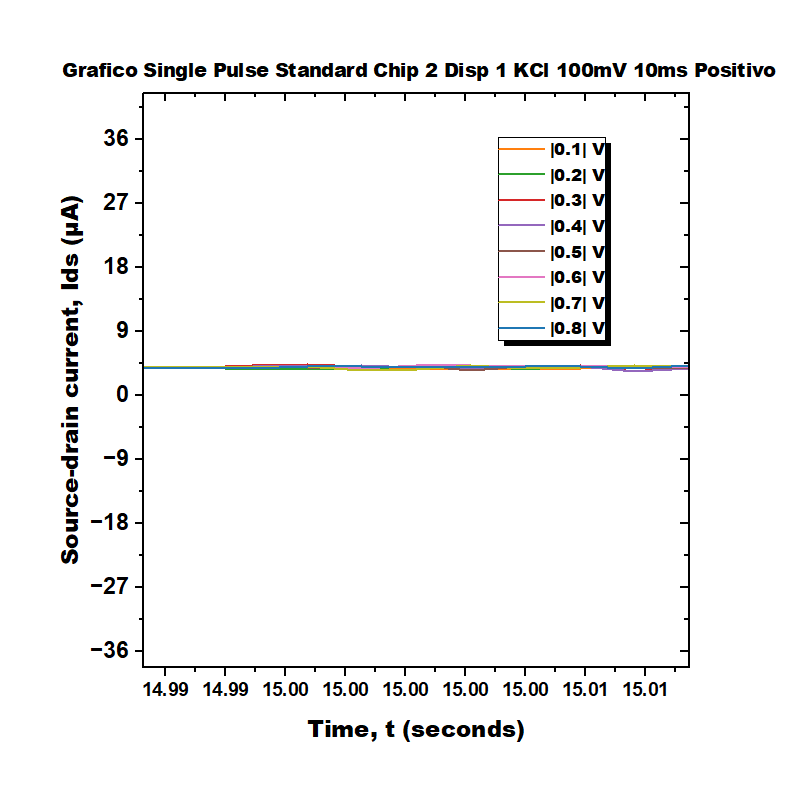 Grafico Single Pulse Standard Chip 2 Disp 1 KCl 100mV 10ms Positivo
Source-drain current, Ids (µA)
36
27
18
9
0
−9
−18
−27
−36
|0.1| V
|0.2| V
|0.3| V
|0.4| V
|0.5| V
|0.6| V
|0.7| V
|0.8| V
14.99 14.99 15.00 15.00 15.00 15.00 15.00 15.01 15.01
Time, t (seconds)